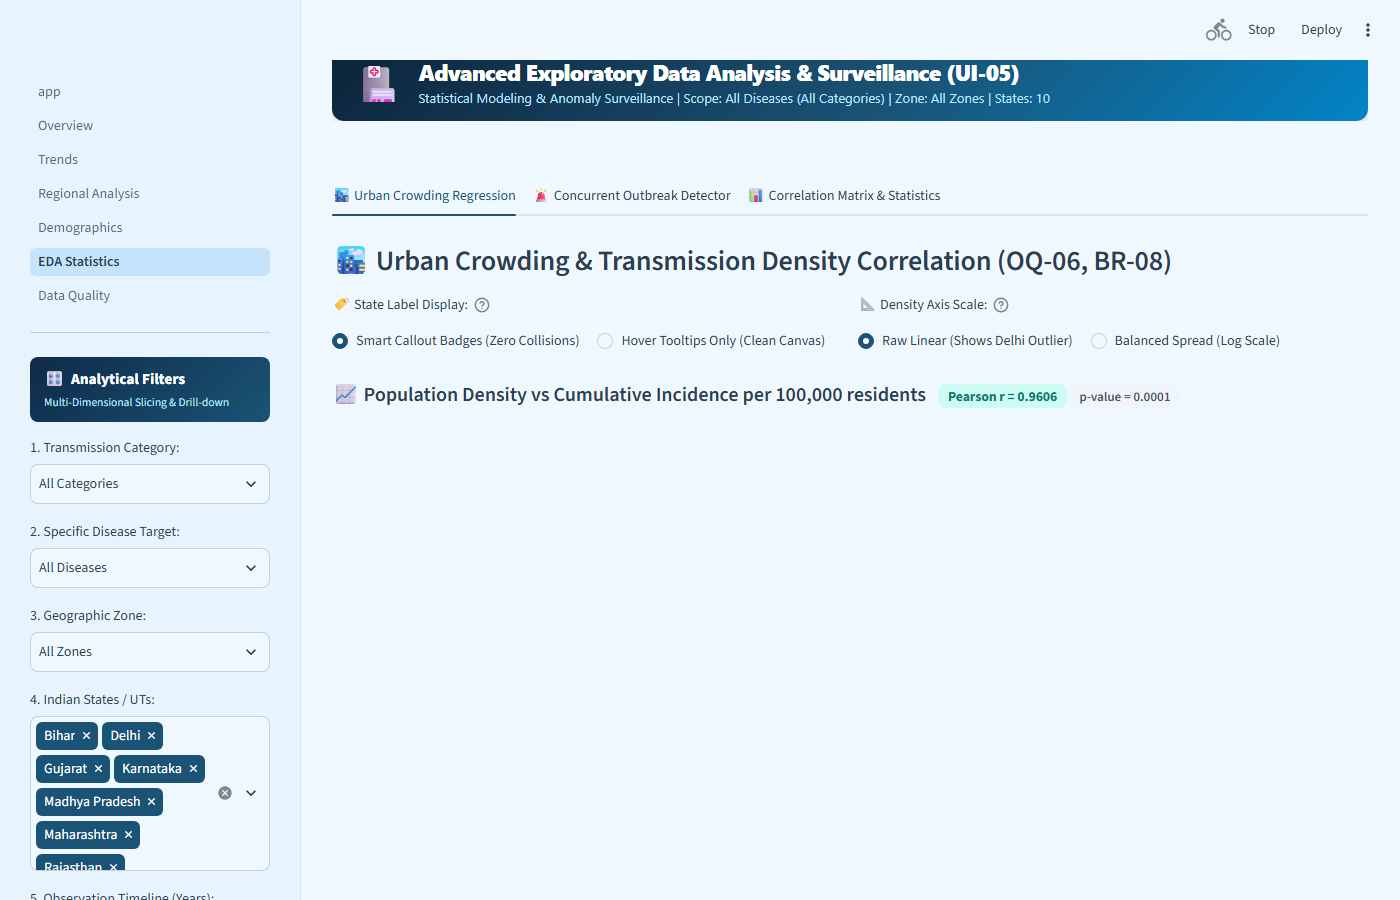 Stop
Deploy
app
Overview
Trends
Regional Analysis
Demographics
EDA Statistics
Data Quality
Analytical Filters
Multi-Dimensional Slicing & Drill-down
1. Transmission Category:
All Categories
2. Specific Disease Target:
All Diseases
3. Geographic Zone:
All Zones
4. Indian States / UTs:
Bihar × Delhi ×
Gujarat × Karnataka ×
Madhya Pradesh ×
Maharashtra ×
Rajasthan ×
5. Observation Timeline (Years):
Advanced Exploratory Data Analysis & Surveillance (UI-05)
Statistical Modeling & Anomaly Surveillance | Scope: All Diseases (All Categories) | Zone: All Zones | States: 10
Urban Crowding Regression
Concurrent Outbreak Detector
Correlation Matrix & Statistics
Urban Crowding & Transmission Density Correlation (OQ-06, BR-08)
State Label Display:
Smart Callout Badges (Zero Collisions)
Hover Tooltips Only (Clean Canvas)
Density Axis Scale:
Raw Linear (Shows Delhi Outlier)
Balanced Spread (Log Scale)
Population Density vs Cumulative Incidence per 100,000 residents
Pearson r = 0.9606
p-value = 0.0001